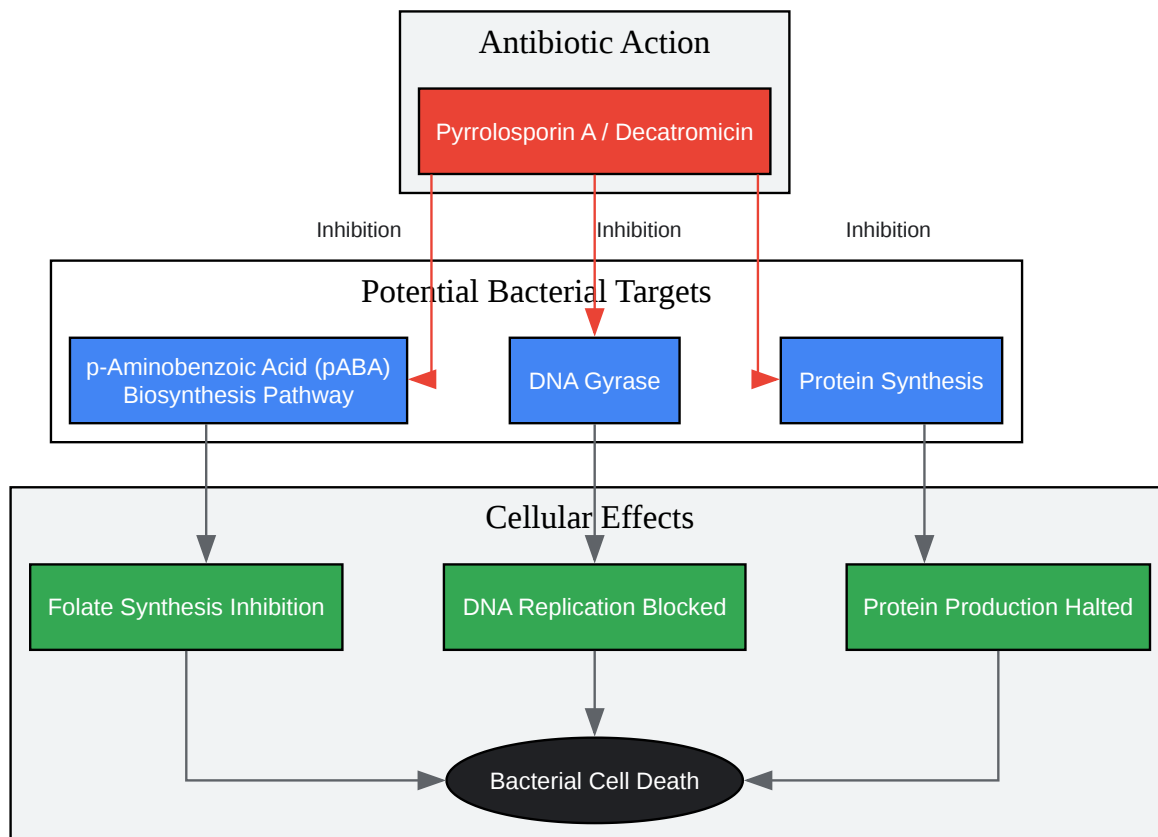 Antibiotic Action
Pyrrolosporin A / Decatromicin
Inhibition
Inhibition
Inhibition
Potential Bacterial Targets
p-Aminobenzoic Acid (pABA)
Biosynthesis Pathway
DNA Gyrase
Protein Synthesis
Cellular Effects
Folate Synthesis Inhibition
DNA Replication Blocked
Protein Production Halted
Bacterial Cell Death